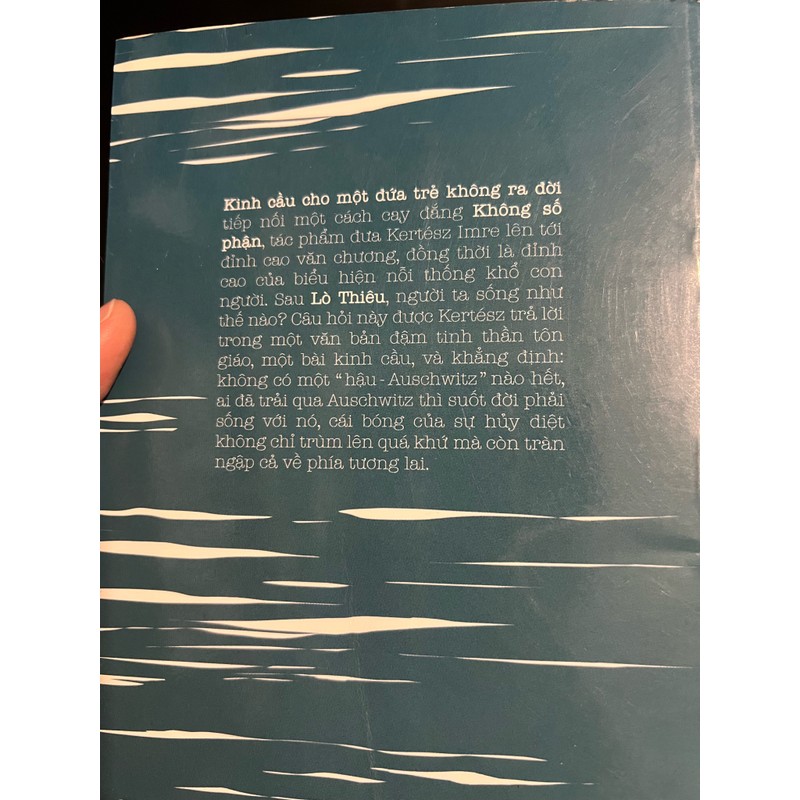 Kinh cầu cho một đứa trẻ không ra đời
tiếp nối một cách cay đắng Không số
phận, tác phẩm đưa Kertész Imre lên tới
đỉnh cao văn chương, đồng thời là đỉnh
cao của biểu hiện nỗi thống khổ con
người. Sau Lò Thiêu, người ta sống như
thế nào? Câu hỏi này được Kertész trả lời
trong một văn bản đậm tinh thần tôn
giáo, một bài kinh cầu, và khẳng định:
không có một “hậu - Auschwitz” nào hết,
ai đã trải qua Auschwitz thì suốt đời phải
sống với nó, cái bóng của sự hủy diệt
không chỉ trùm lên quá khứ mà còn tràn
ngập cả về phía tương lai.